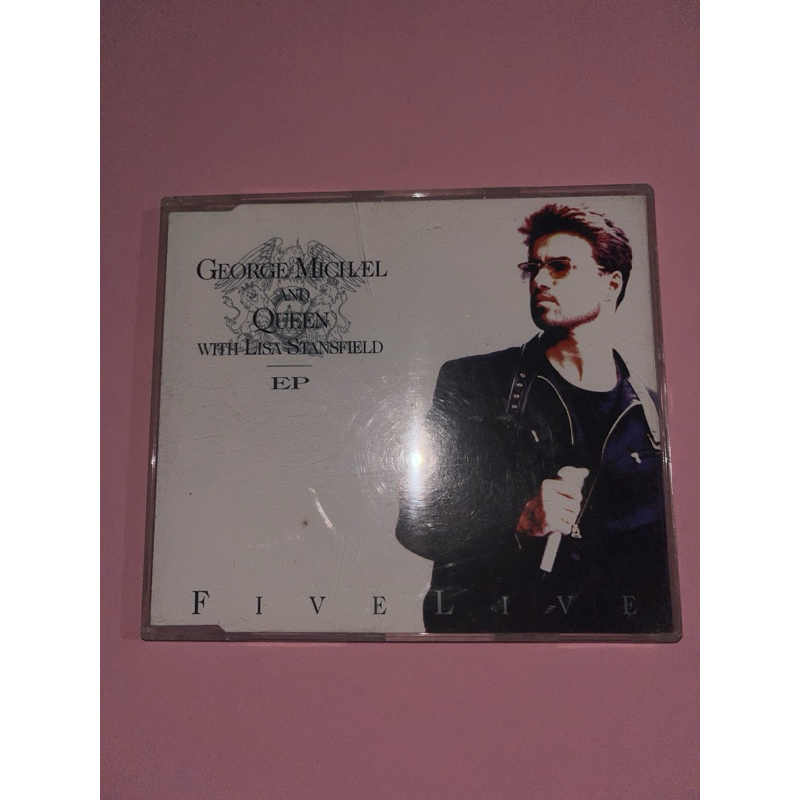 GEORGE MICHÆL
AND
QUEEN
WITH LISA STANSFIELD
EP
FIVE LIVE